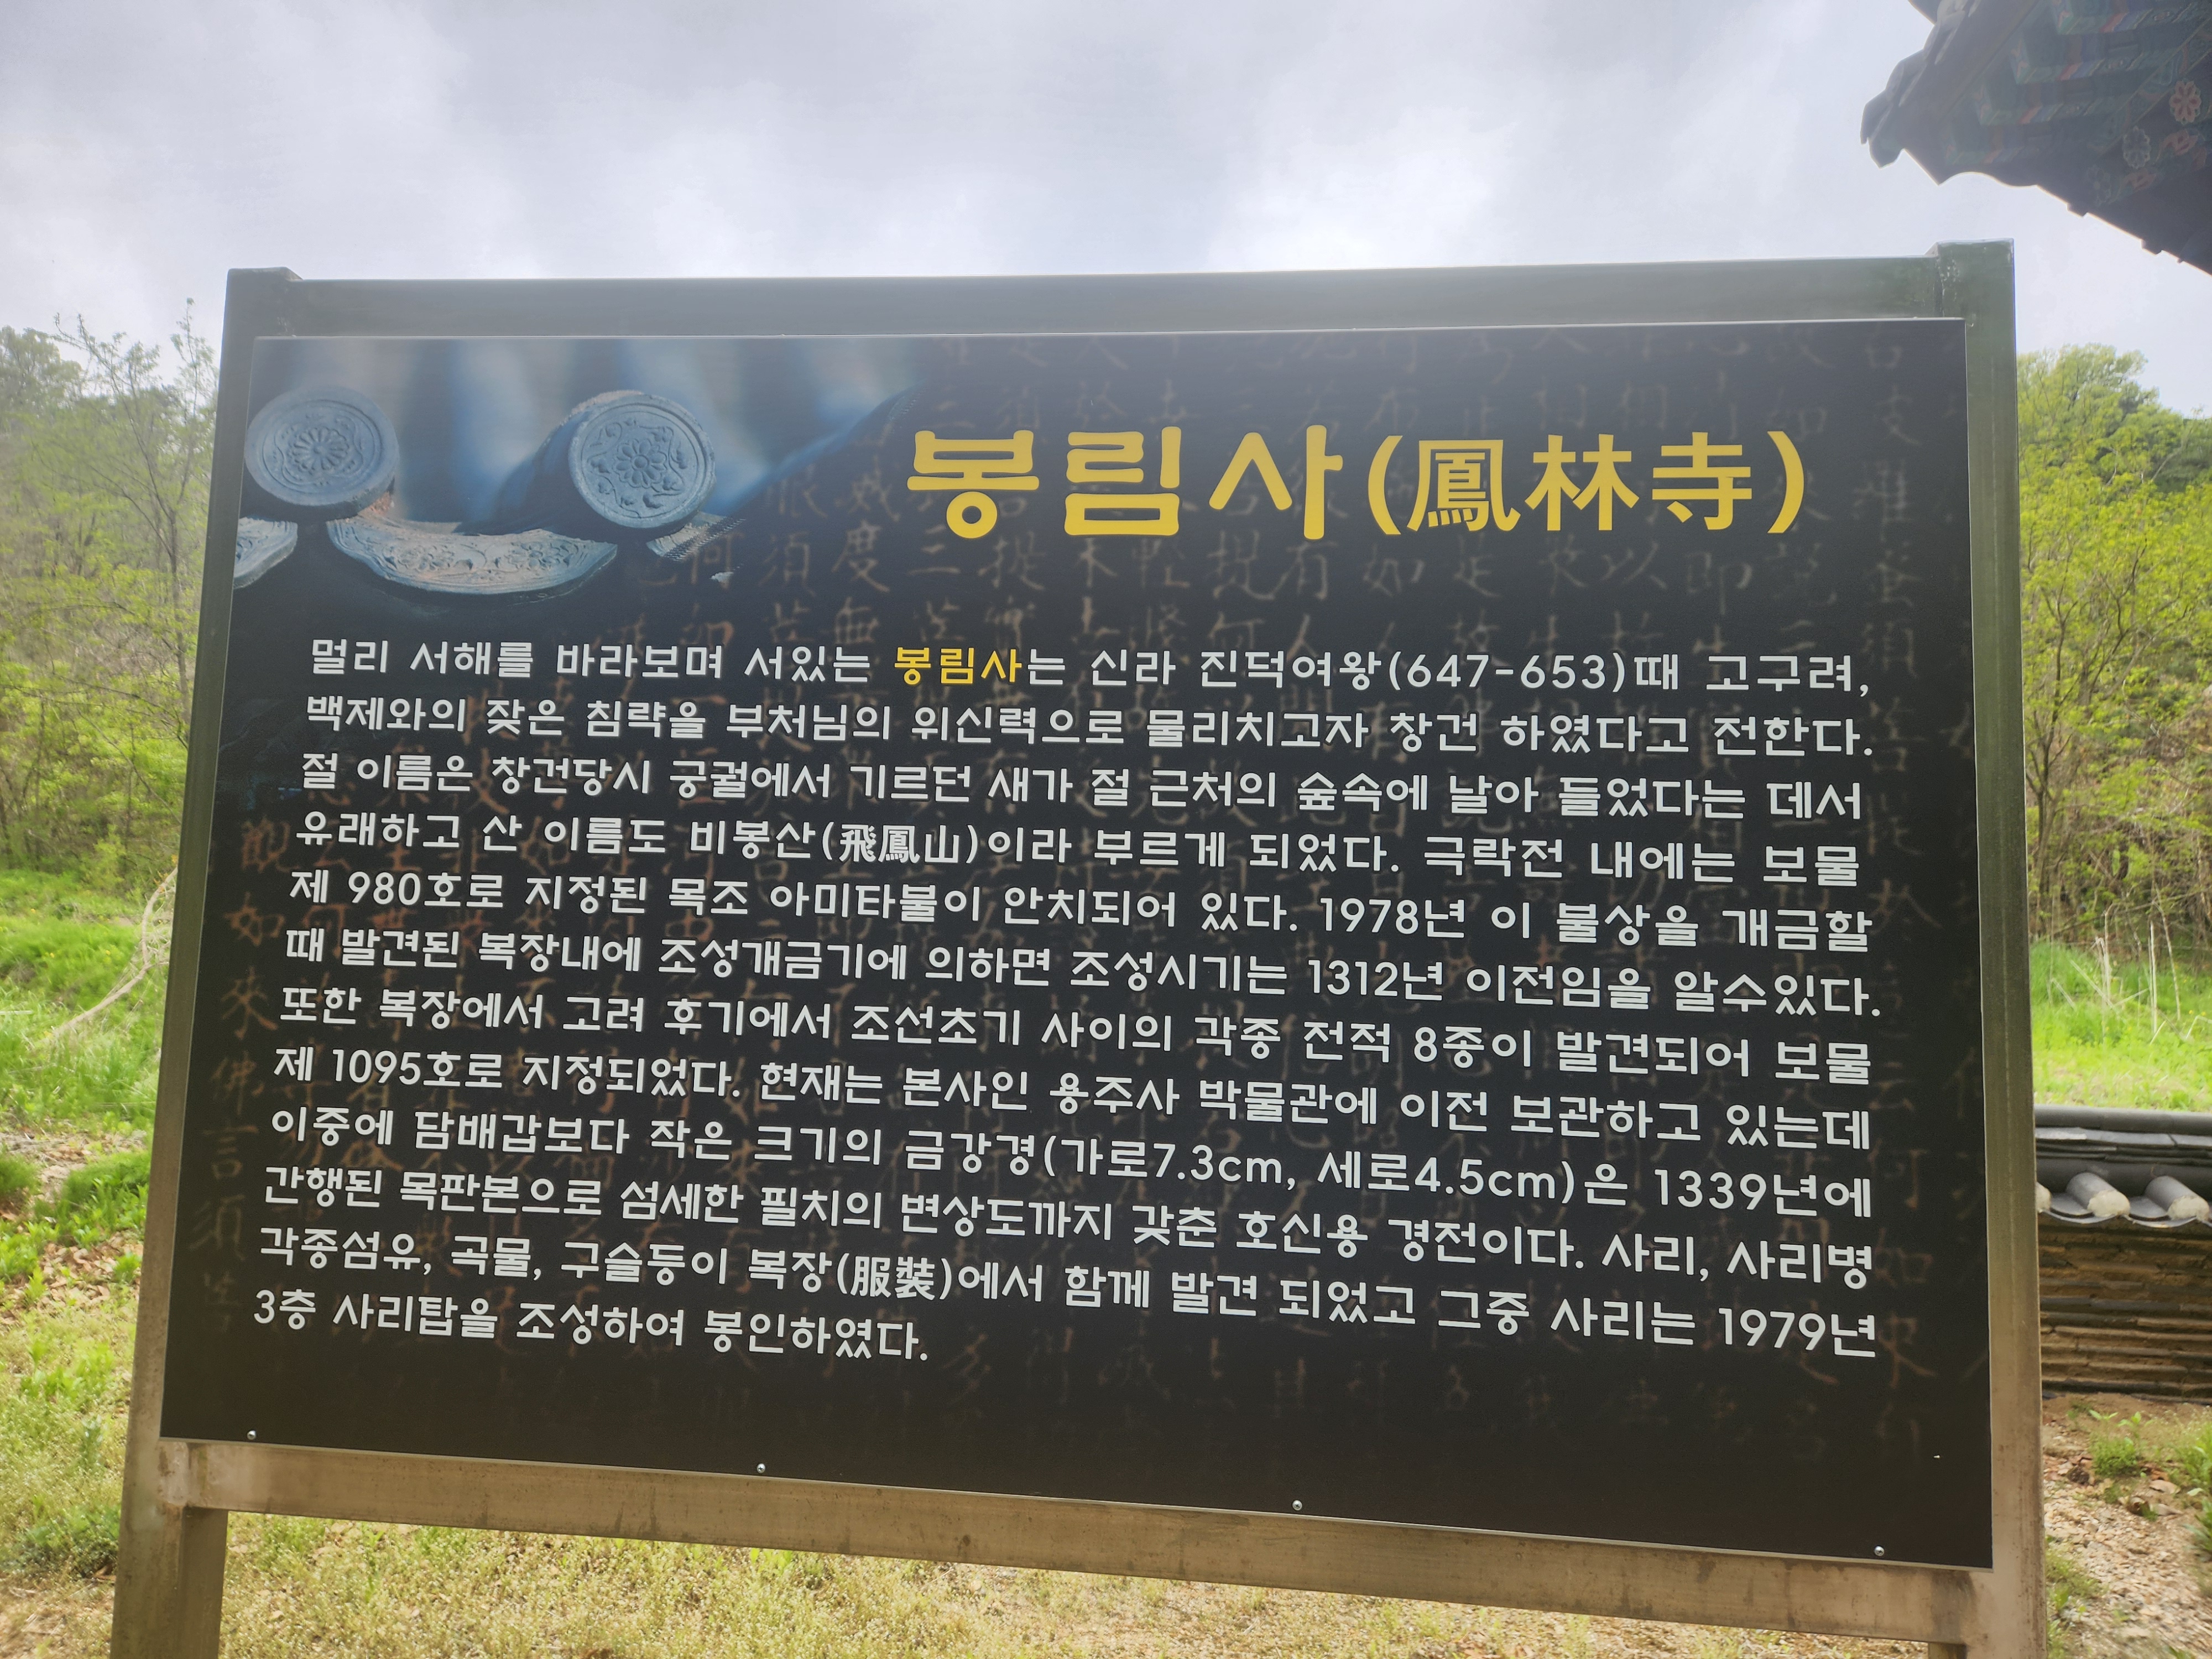 봉림사(鳳林寺)
멀리 서해를 바라보며 서있는 봉림사는 신라 진덕여왕(647-653)때 고구려,
백제와의 잦은 침략을 부처님의 위신력으로 물리치고자 창건 하였다고 전한다.
절 이름은 창건당시 궁궐에서 기르던 새가 절 근처의 숲속에 날아 들었다는 데서
유래하고 산 이름도 비봉산(飛鳳山)이라 부르게 되었다. 극락전 내에는 보물
제 980호로 지정된 목조 아미타불이 안치되어 있다. 1978년 이 불상을 개금할
때 발견된 복장내에 조성개금기에 의하면 조성시기는 1312년 이전임을 알수있다.
또한 복장에서 고려 후기에서 조선초기 사이의 각종 전적 8종이 발견되어 보물
제 1095호로 지정되었다. 현재는 본사인 용주사 박물관에 이전 보관하고 있는데
이중에 담배갑보다 작은 크기의 금강경(가로7.3cm, 세로4.5cm)은 1339년에
간행된 목판본으로 섬세한 필치의 변상도까지 갖춘 호신용 경전이다. 사리, 사리병
각종섬유, 곡물, 구슬등이 복장(服裝)에서 함께 발견 되었고 그중 사리는 1979년
3층 사리탑을 조성하여 봉인하였다.